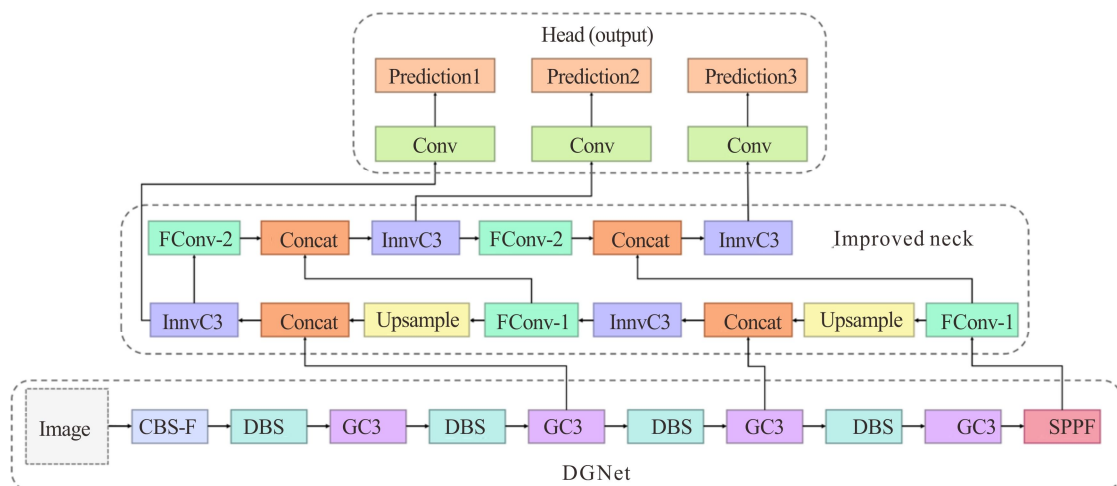 Head (output)
Prediction1 Prediction2 Prediction3
Conv Conv Conv
FConv-2 Concat InnvC3 FConv-2 Concat InnvC3 Improved neck
InnvC3 Concat Upsample FConv-1 InnvC3 Concat Upsample FConv-1
Image CBS-F DBS GC3 DBS GC3 DBS GC3 DBS GC3 SPPF
DGNet